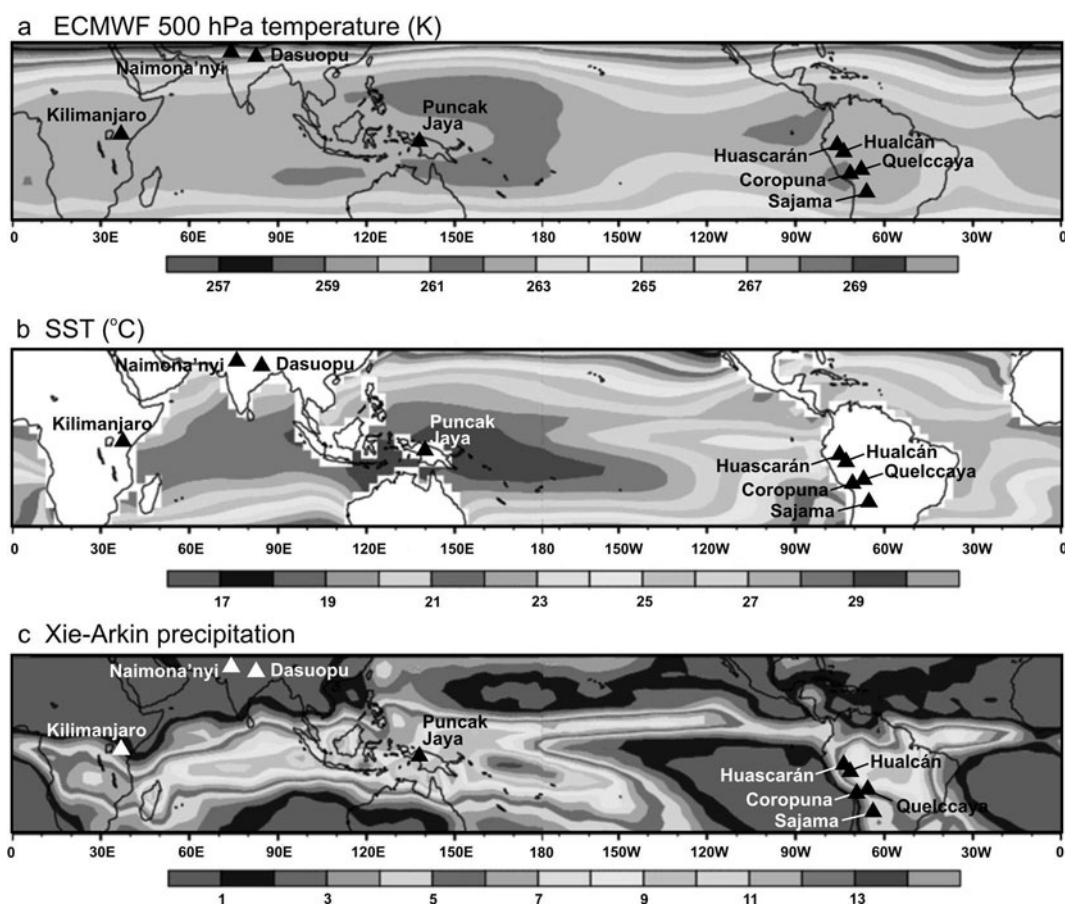 a ECMWF 500 hPa temperature (K)
Naimona'nyi
Dasuopu
Kilimanjaro
Puncak
Jaya
Huascarán
Hualcán
Quelccaya
Coropuna
Sajama
0 30E 60E 90E 120E 150E 180 150W 120W 90W 60W 30W 0
257 259 261 263 265 267 269
b SST (°C)
Naimona'nyi
Dasuopu
Kilimanjaro
Puncak
Jaya
Huascarán
Hualcán
Quelccaya
Coropuna
Sajama
0 30E 60E 90E 120E 150E 180 150W 120W 90W 60W 30W 0
17 19 21 23 25 27 29
c Xie-Arkin precipitation
Naimona'nyi
Dasuopu
Kilimanjaro
Puncak
Jaya
Huascarán
Hualcán
Coropuna
Quelccaya
Sajama
0 30E 60E 90E 120E 150E 180 150W 120W 90W 60W 30W 0
1 3 5 7 9 11 13